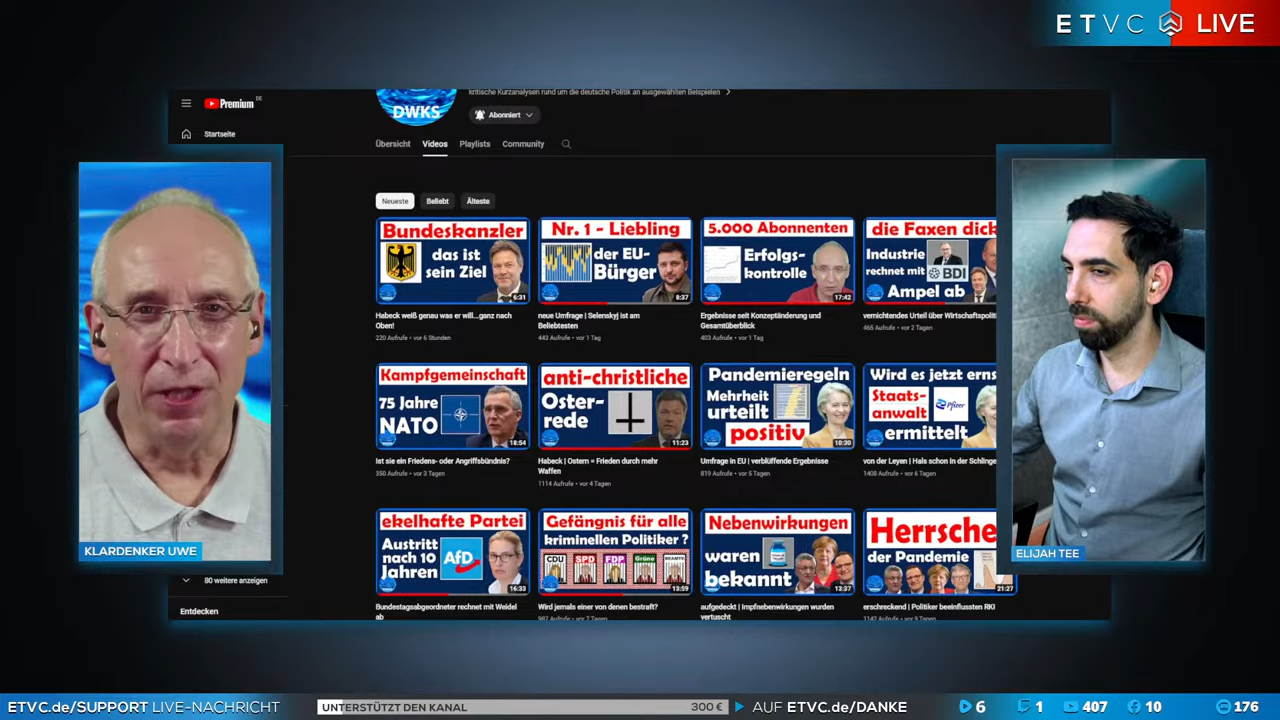 ETVC LIVE
kritische Kurzanalysen rund um die deutsche Politik an ausgewählten Beispielen
Premium DE
DWKS
Abonniert
Startseite
Übersicht Videos Playlists Community
Neueste Beliebt Älteste
Bundeskanzler
das ist
sein Ziel
6:31
Habeck weiß genau was er will...ganz nach
Oben!
220 Aufrufe • vor 6 Stunden
Nr. 1 - Liebling
der EU-
Bürger
8:37
neue Umfrage | Selenskyj ist am
Beliebtesten
443 Aufrufe • vor 1 Tag
5.000 Abonnenten
Erfolgs-
kontrolle
17:42
Ergebnisse seit Konzeptänderung und
Gesamtüberblick
403 Aufrufe • vor 1 Tag
die Faxen dick
Industrie
rechnet mit
BDI
Ampel ab
vernichtendes Urteil über Wirtschaftspoliti
465 Aufrufe • vor 2 Tagen
Kampfgemeinschaft
75 Jahre
NATO
18:54
Ist sie ein Friedens- oder Angriffsbündnis?
350 Aufrufe • vor 3 Tagen
anti-christliche
Oster-
rede
11:23
Habeck | Ostern = Frieden durch mehr
Waffen
1114 Aufrufe • vor 4 Tagen
Pandemieregeln
Mehrheit
urteilt
positiv
10:30
Umfrage in EU | verblüffende Ergebnisse
819 Aufrufe • vor 5 Tagen
Wird es jetzt erns
Staats-
anwalt
Pfizer
ermittelt
von der Leyen | Hals schon in der Schlinge
1408 Aufrufe • vor 6 Tagen
ekelhafte Partei
Austritt
nach 10
Jahren
AfD
16:33
Bundestagsabgeordneter rechnet mit Weidel
ab
Gefängnis für alle
kriminellen Politiker ?
CDU SPD FDP Grüne BEAMTE
13:59
Wird jemals einer von denen bestraft?
987 Aufrufe • vor 7 Tagen
Nebenwirkungen
waren
bekannt
13:37
aufgedeckt | Impfnebenwirkungen wurden
vertuscht
Herrsche
der Pandemie
21:27
erschreckend | Politiker beeinflussten RKI
KLARDENKER UWE
ELIJAH TEE
80 weitere anzeigen
Entdecken
ETVC.de/SUPPORT LIVE-NACHRICHT
UNTERSTÜTZT DEN KANAL 300 €
AUF ETVC.de/DANKE
6 1 407 10 176